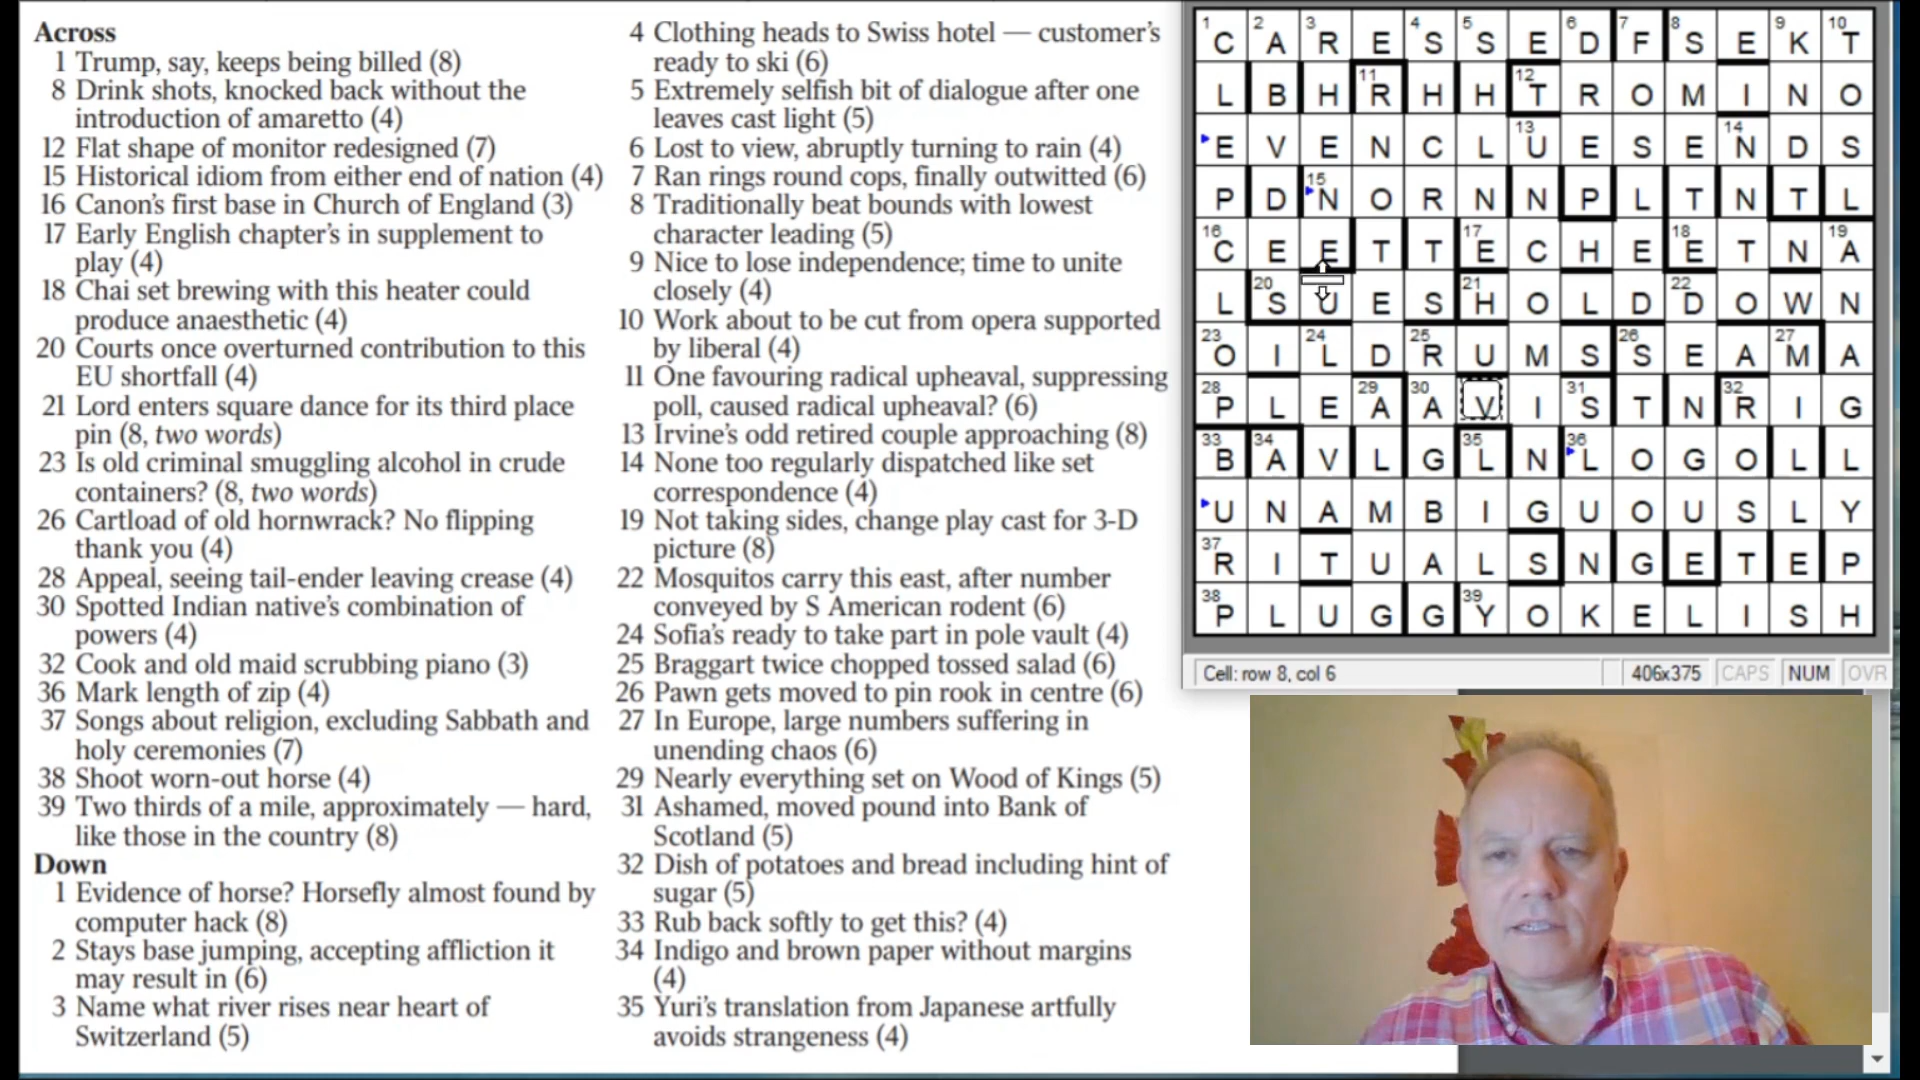 Across
1 Trump, say, keeps being billed (8)
8 Drink shots, knocked back without the
introduction of amaretto (4)
12 Flat shape of monitor redesigned (7)
15 Historical idiom from either end of nation (4)
16 Canon's first base in Church of England (3)
17 Early English chapter's in supplement to
play (4)
18 Chai set brewing with this heater could
produce anaesthetic (4)
20 Courts once overturned contribution to this
EU shortfall (4)
21 Lord enters square dance for its third place
pin (8, two words)
23 Is old criminal smuggling alcohol in crude
containers? (8, two words)
26 Cartload of old hornwrack? No flipping
thank you (4)
28 Appeal, seeing tail-ender leaving crease (4)
30 Spotted Indian native's combination of
powers (4)
32 Cook and old maid scrubbing piano (3)
36 Mark length of zip (4)
37 Songs about religion, excluding Sabbath and
holy ceremonies (7)
38 Shoot worn-out horse (4)
39 Two thirds of a mile, approximately — hard,
like those in the country (8)
Down
1 Evidence of horse? Horsefly almost found by
computer hack (8)
2 Stays base jumping, accepting affliction it
may result in (6)
3 Name what river rises near heart of
Switzerland (5)
4 Clothing heads to Swiss hotel — customer's
ready to ski (6)
5 Extremely selfish bit of dialogue after one
leaves cast light (5)
6 Lost to view, abruptly turning to rain (4)
7 Ran rings round cops, finally outwitted (6)
8 Traditionally beat bounds with lowest
character leading (5)
9 Nice to lose independence; time to unite
closely (4)
10 Work about to be cut from opera supported
by liberal (4)
11 One favouring radical upheaval, suppressing
poll, caused radical upheaval? (6)
13 Irvine's odd retired couple approaching (8)
14 None too regularly dispatched like set
correspondence (4)
19 Not taking sides, change play cast for 3-D
picture (8)
22 Mosquitos carry this east, after number
conveyed by S American rodent (6)
24 Sofia's ready to take part in pole vault (4)
25 Braggart twice chopped tossed salad (6)
26 Pawn gets moved to pin rook in centre (6)
27 In Europe, large numbers suffering in
unending chaos (6)
29 Nearly everything set on Wood of Kings (5)
31 Ashamed, moved pound into Bank of
Scotland (5)
32 Dish of potatoes and bread including hint of
sugar (5)
33 Rub back softly to get this? (4)
34 Indigo and brown paper without margins
(4)
35 Yuri's translation from Japanese artfully
avoids strangeness (4)
1 2 3 4 5 6 7 8 9 10
C A R E S S E D F S E K T
11 12
L B H R H H T R O M I N O
13 14
E V E N C L U E S E N D S
15
P D N O R N N P L T N T L
16 17 18 19
C E E T T E C H E E T N A
20 21 22
L S U E S H O L D D O W N
23 24 25 26 27
O I L D R U M S S E A M A
28 29 30 31 32
P L E A A V I S T N R I G
33 34 35 36
B A V L G L N L O G O L L
U N A M B I G U O U S L Y
37
R I T U A L S N G E T E P
38 39
P L U G G Y O K E L I S H
Cell: row 8, col 6 406x375 CAPS NUM OVR